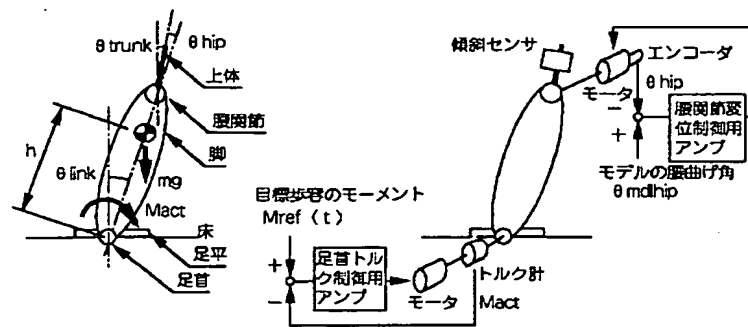 θ trunk
θ hip
上体
股関節
脚
h
θ link
mg
Mact
床
足平
足首
傾斜センサ
エンコーダ
モータ
θ hip
−
+
股関節変
位制御用
アンプ
モデルの腰曲げ角
θ mdlhip
目標歩容のモーメント
Mref (t)
+
−
足首トル
ク制御用
アンプ
モータ
トルク計
Mact